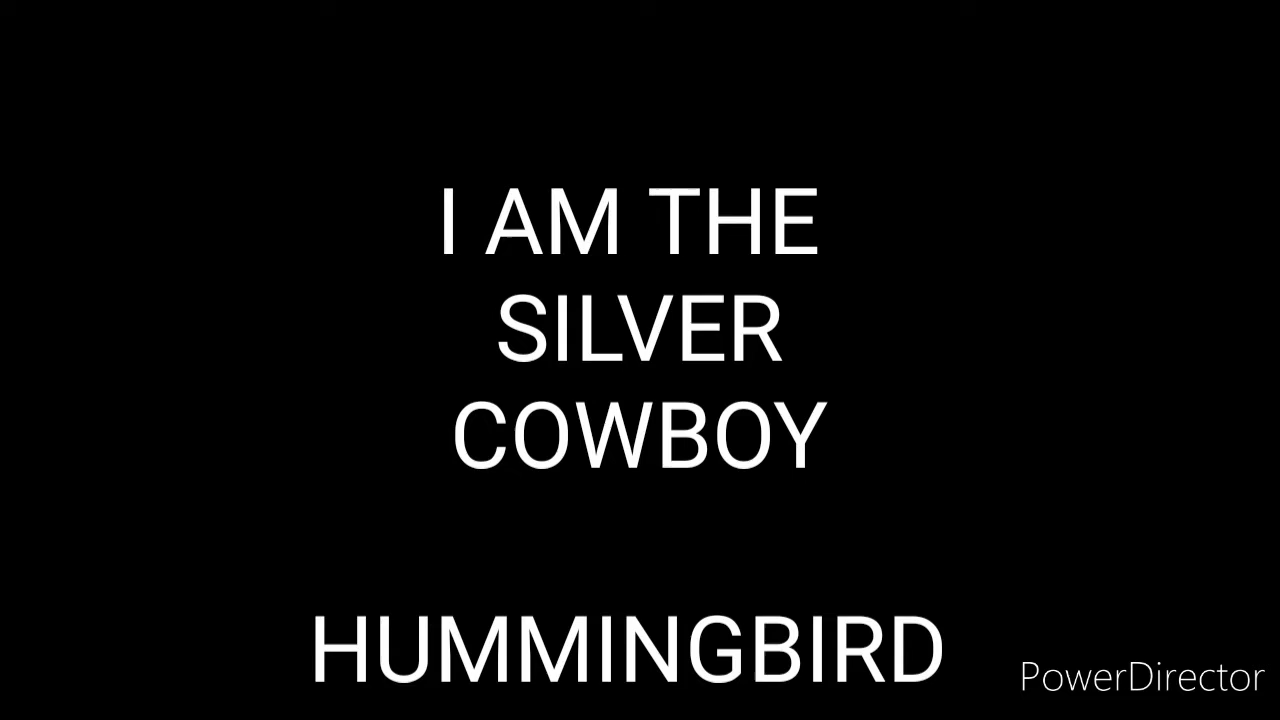 I AM THE
SILVER
COWBOY
HUMMINGBIRD
PowerDirector